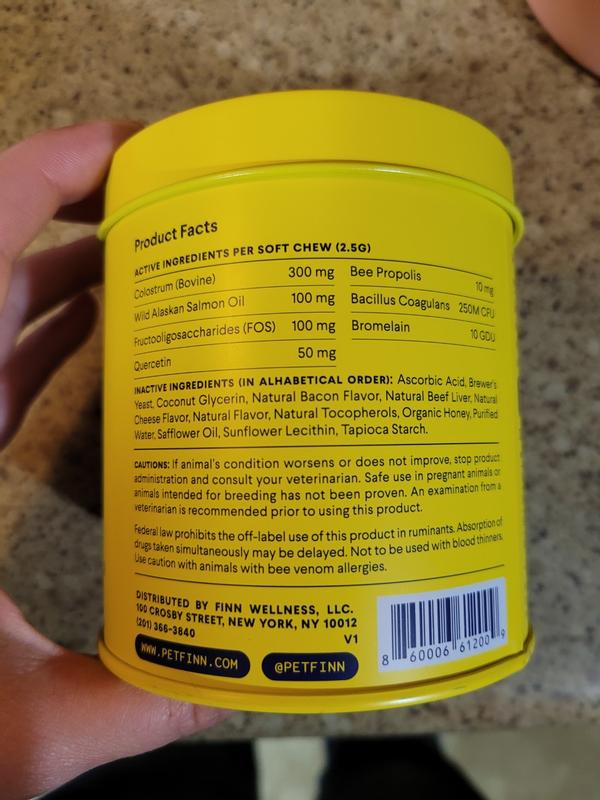 Product Facts
ACTIVE INGREDIENTS PER SOFT CHEW (2.5G)
Colostrum (Bovine) 300 mg
Wild Alaskan Salmon Oil 100 mg
Fructooligosaccharides (FOS) 100 mg
Quercetin 50 mg
Bee Propolis 10 mg
Bacillus Coagulans 250M CFU
Bromelain 10 GDU
INACTIVE INGREDIENTS (IN ALHABETICAL ORDER): Ascorbic Acid, Brewer's
Yeast, Coconut Glycerin, Natural Bacon Flavor, Natural Beef Liver, Natural
Cheese Flavor, Natural Flavor, Natural Tocopherols, Organic Honey, Purified
Water, Safflower Oil, Sunflower Lecithin, Tapioca Starch.
CAUTIONS: If animal's condition worsens or does not improve, stop product
administration and consult your veterinarian. Safe use in pregnant animals or
animals intended for breeding has not been proven. An examination from a
veterinarian is recommended prior to using this product.
Federal law prohibits the off-label use of this product in ruminants. Absorption of
drugs taken simultaneously may be delayed. Not to be used with blood thinners.
Use caution with animals with bee venom allergies.
DISTRIBUTED BY FINN WELLNESS, LLC.
100 CROSBY STREET, NEW YORK, NY 10012
(201) 366-3840 V1
WWW.PETFINN.COM @PETFINN
8 60006 61200 9